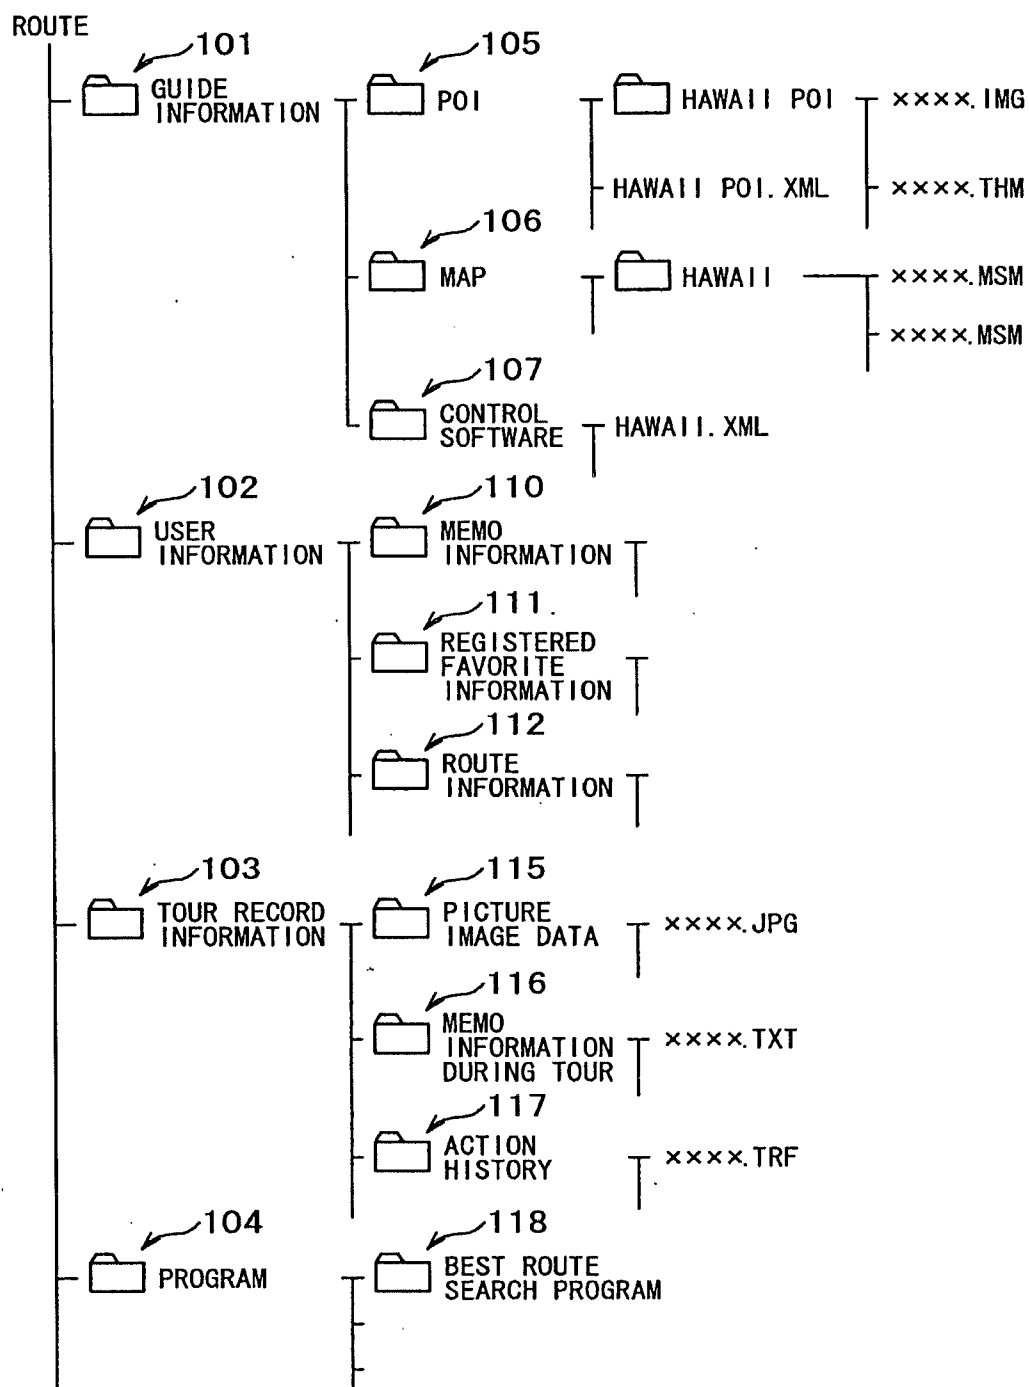 ROUTE
101
GUIDE
INFORMATION
105
POI
HAWAII POI
××××.IMG
HAWAII POI.XML
××××.THM
106
MAP
HAWAII
××××.MSM
××××.MSM
107
CONTROL
SOFTWARE
HAWAII.XML
102
USER
INFORMATION
110
MEMO
INFORMATION
111
REGISTERED
FAVORITE
INFORMATION
112
ROUTE
INFORMATION
103
TOUR RECORD
INFORMATION
115
PICTURE
IMAGE DATA
××××.JPG
116
MEMO
INFORMATION
DURING TOUR
××××.TXT
117
ACTION
HISTORY
××××.TRF
104
PROGRAM
118
BEST ROUTE
SEARCH PROGRAM